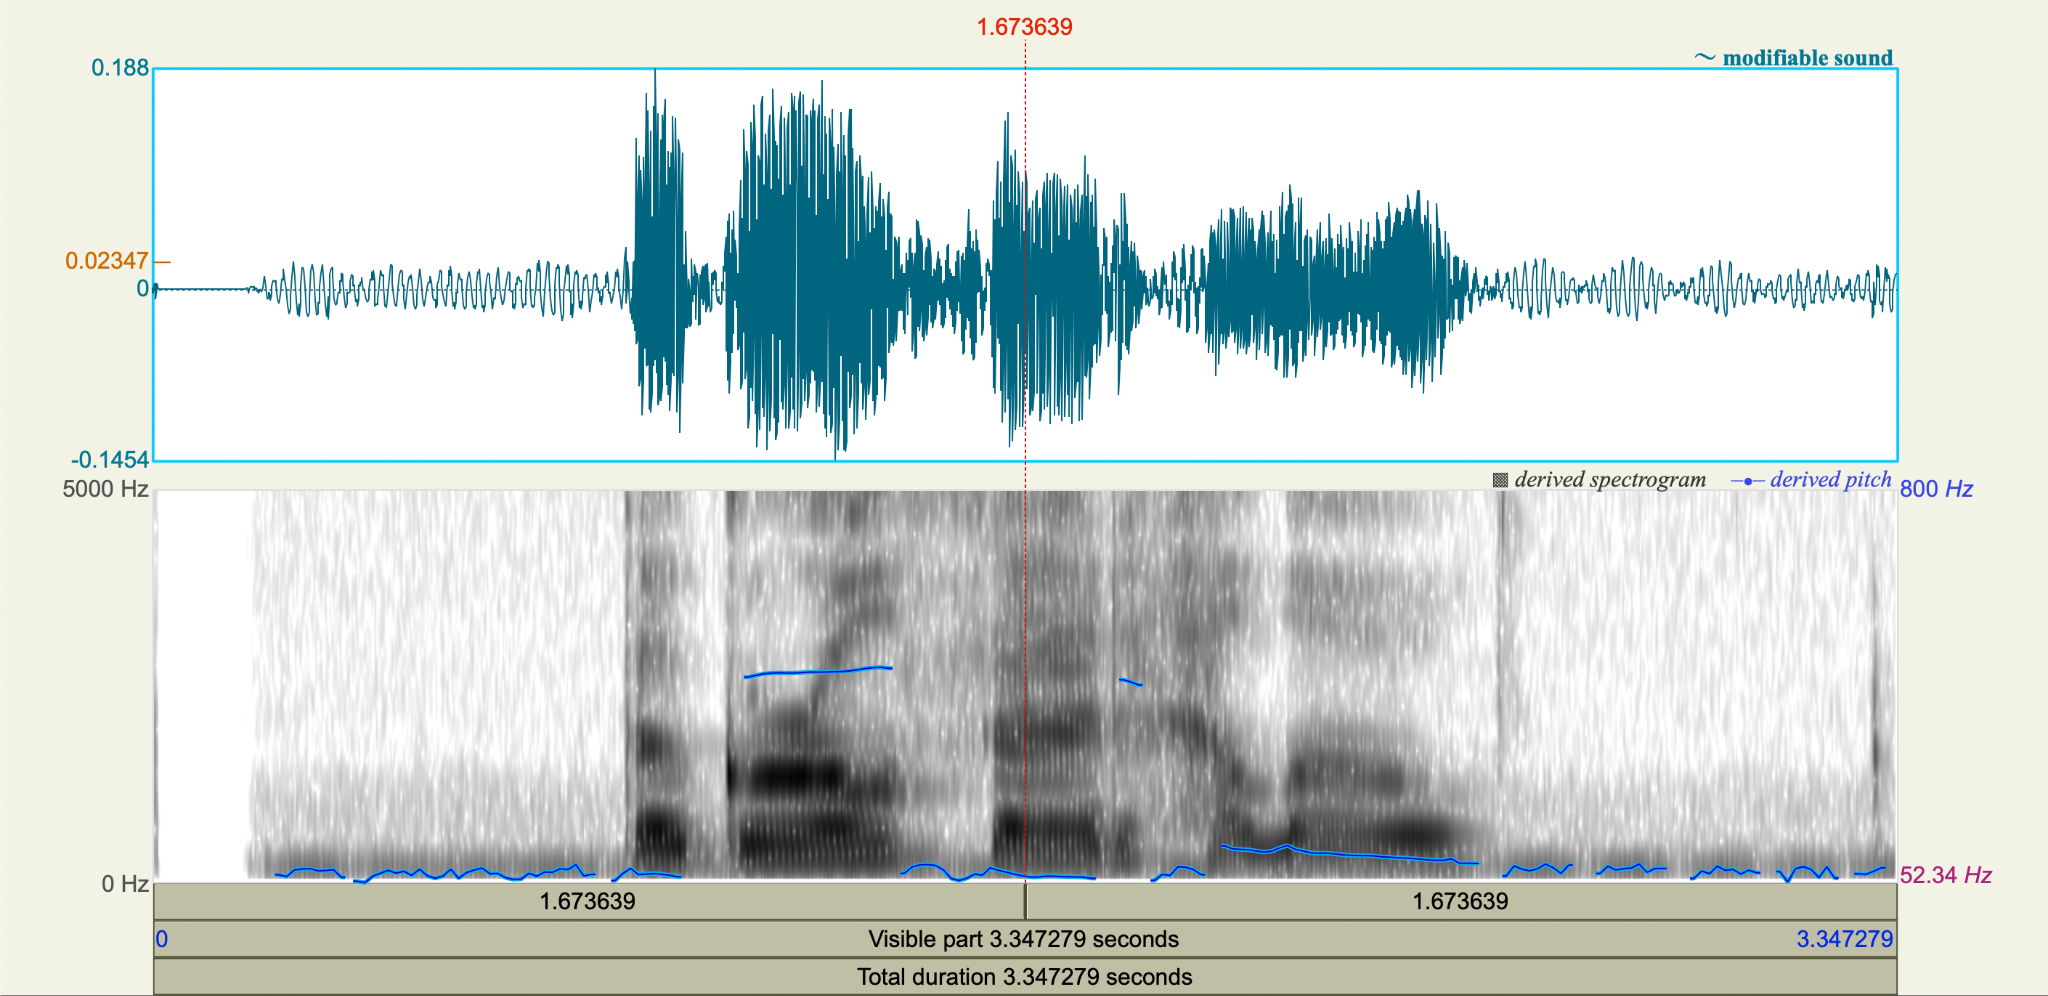 1.673639
0.188
~ modifiable sound
0.02347
0
-0.1454
5000 Hz
derived spectrogram
derived pitch
800 Hz
0 Hz
52.34 Hz
1.673639
1.673639
0
Visible part 3.347279 seconds
3.347279
Total duration 3.347279 seconds